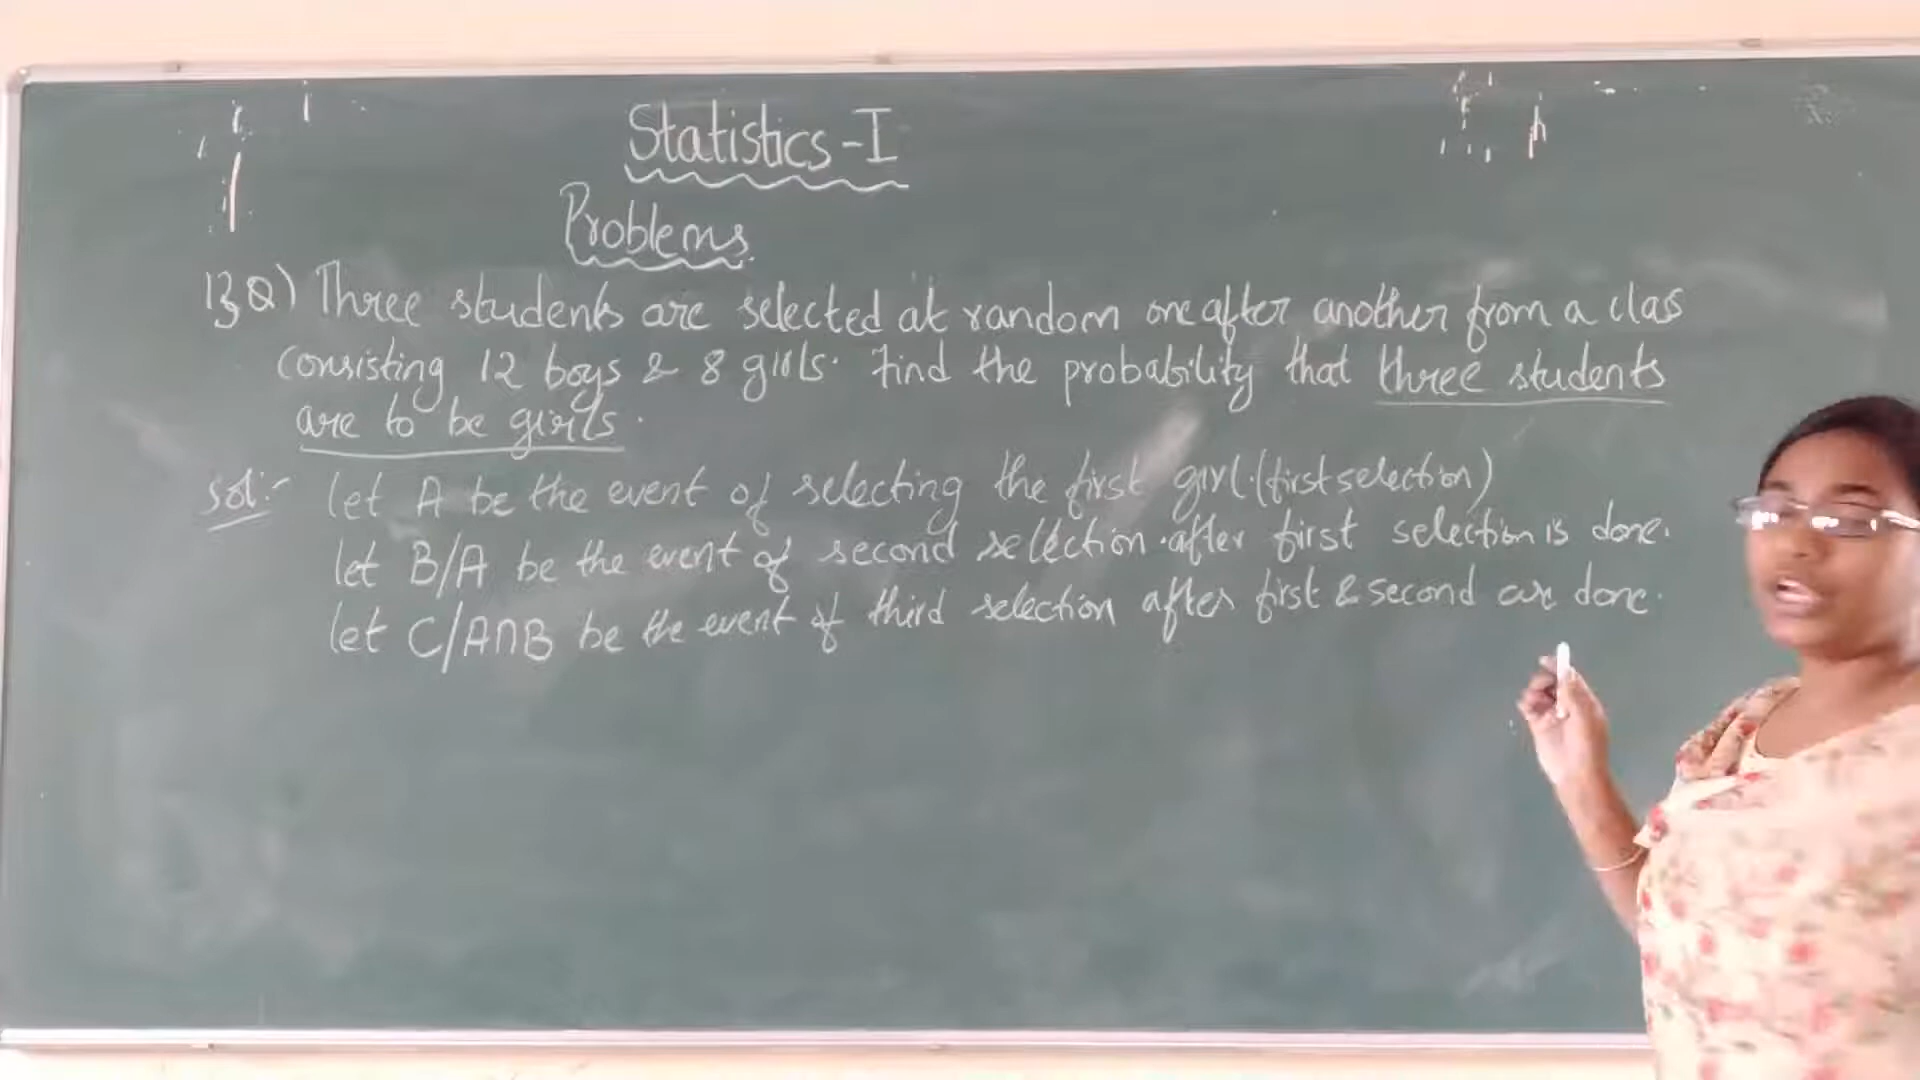 Statistics-I
Problems
13Q) Three students are selected at random one after another from a class
consisting 12 boys & 8 girls. Find the probability that three students
are to be girls.
Sol:- let A be the event of selecting the first girl.(first selection)
let B/A be the event of second selection.after first selection is done.
let C/A∩B be the event of third selection after first & second are done.